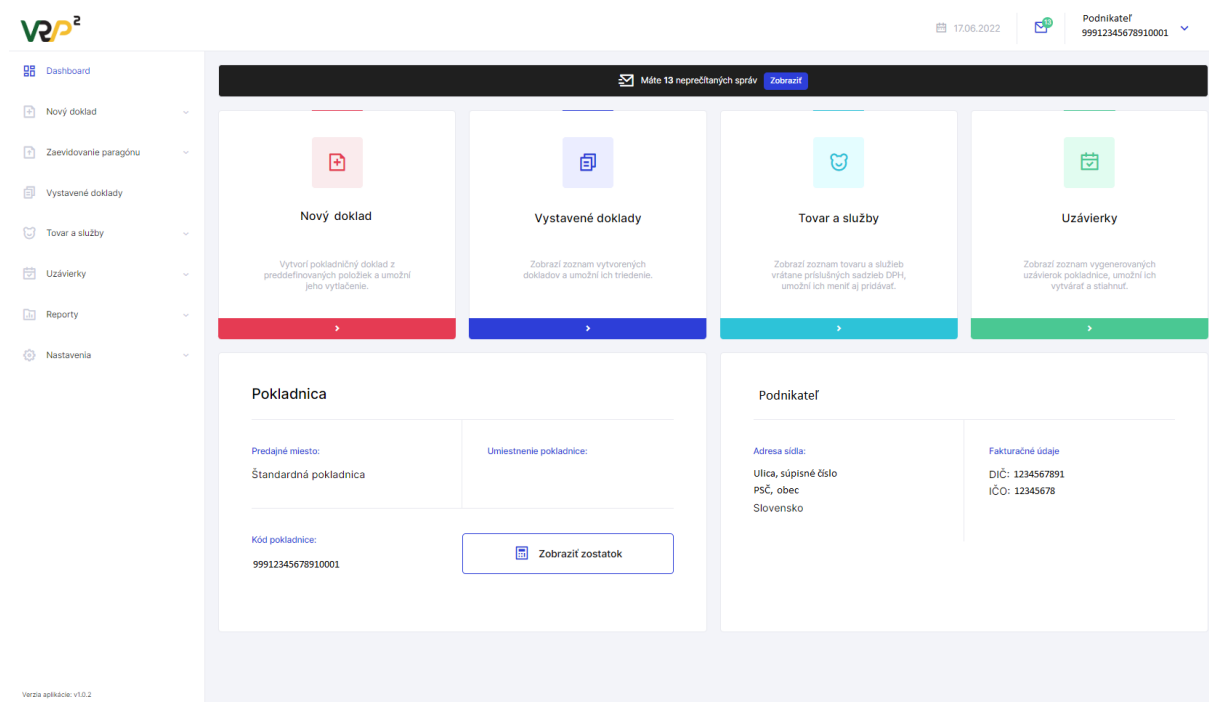 VRP²
17.06.2022
13
Podnikateľ
99912345678910001
Dashboard
Nový doklad
Zaevidovanie paragónu
Vystavené doklady
Tovar a služby
Uzávierky
Reporty
Nastavenia
Verzia aplikácie: v1.0.2
Máte 13 neprečítaných správ Zobraziť
Nový doklad
Vytvorí pokladničný doklad z
preddefinovaných položiek a umožní
jeho vytlačenie.
Vystavené doklady
Zobrazí zoznam vytvorených
dokladov a umožní ich triedenie.
Tovar a služby
Zobrazí zoznam tovaru a služieb
vrátane príslušných sadzieb DPH,
umožní ich meniť aj pridávať.
Uzávierky
Zobrazí zoznam vygenerovaných
uzávierok pokladnice, umožní ich
vytvárať a stiahnuť.
Pokladnica
Predajné miesto:
Štandardná pokladnica
Umiestnenie pokladnice:
Kód pokladnice:
99912345678910001
Zobraziť zostatok
Podnikateľ
Adresa sídla:
Ulica, súpisné číslo
PSČ, obec
Slovensko
Fakturačné údaje
DIČ: 1234567891
IČO: 12345678